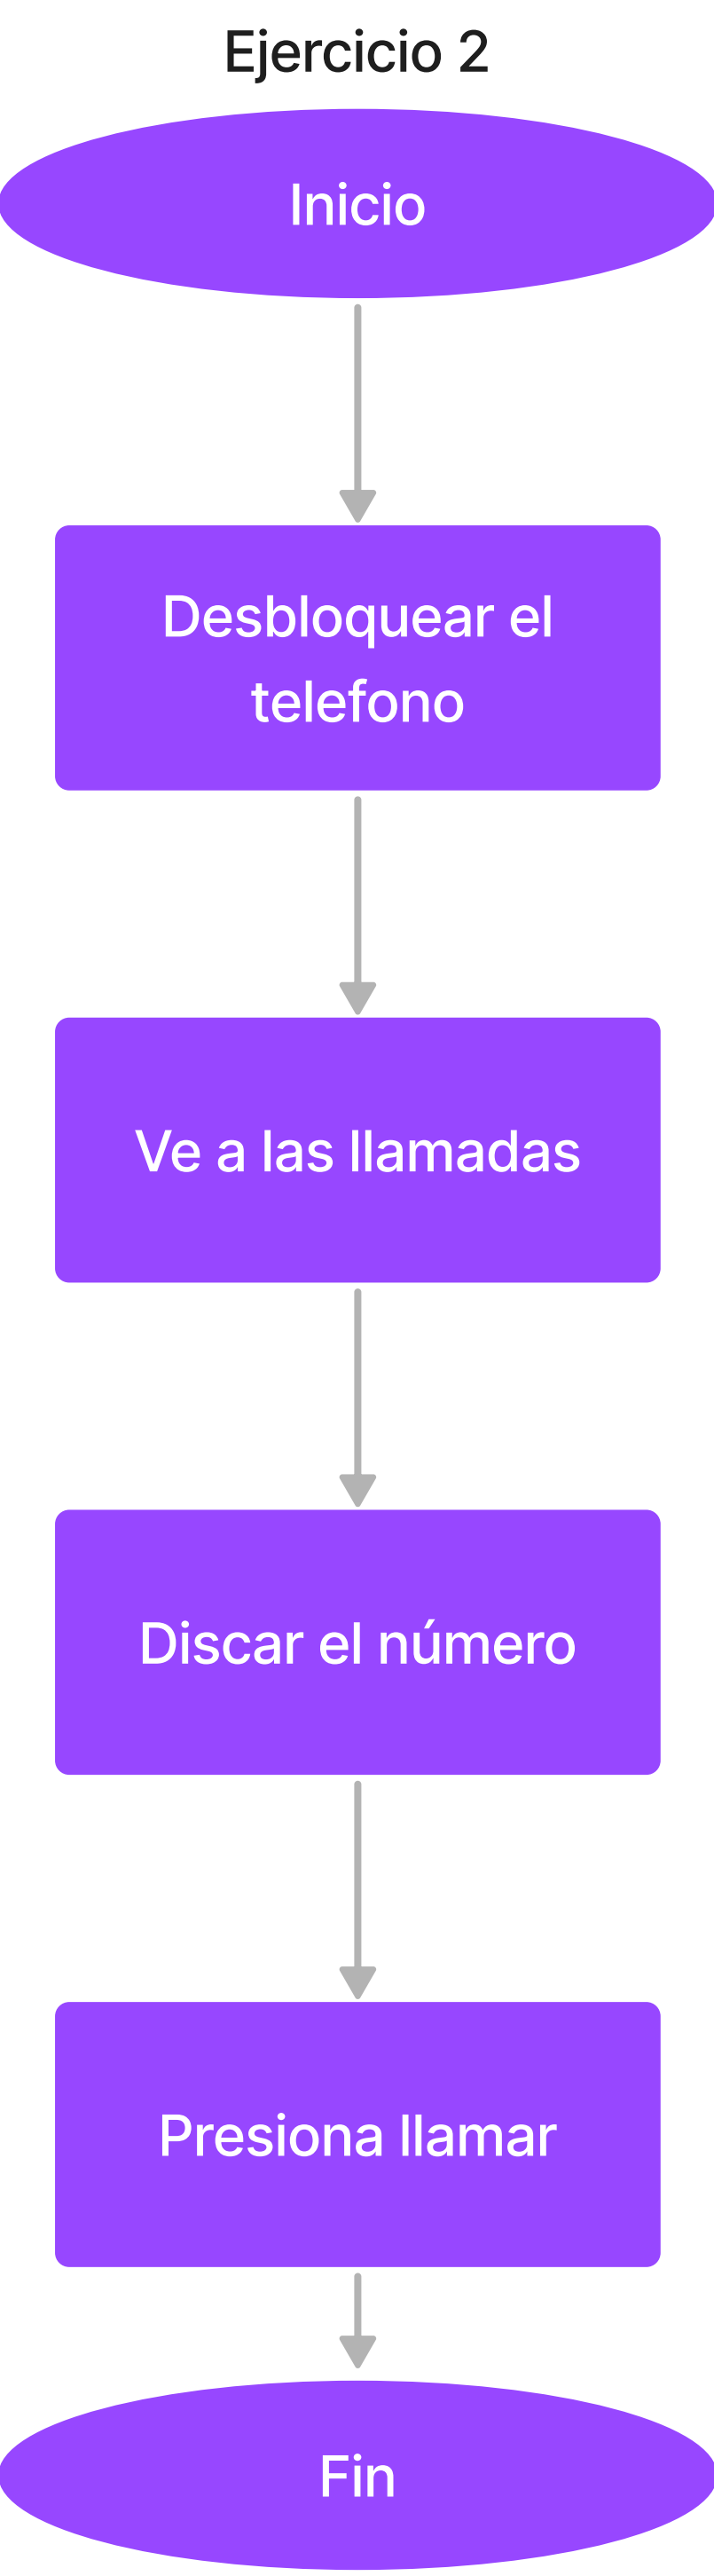 Ejercicio 2
Inicio
Desbloquear el
telefono
Ve a las llamadas
Discar el número
Presiona llamar
Fin